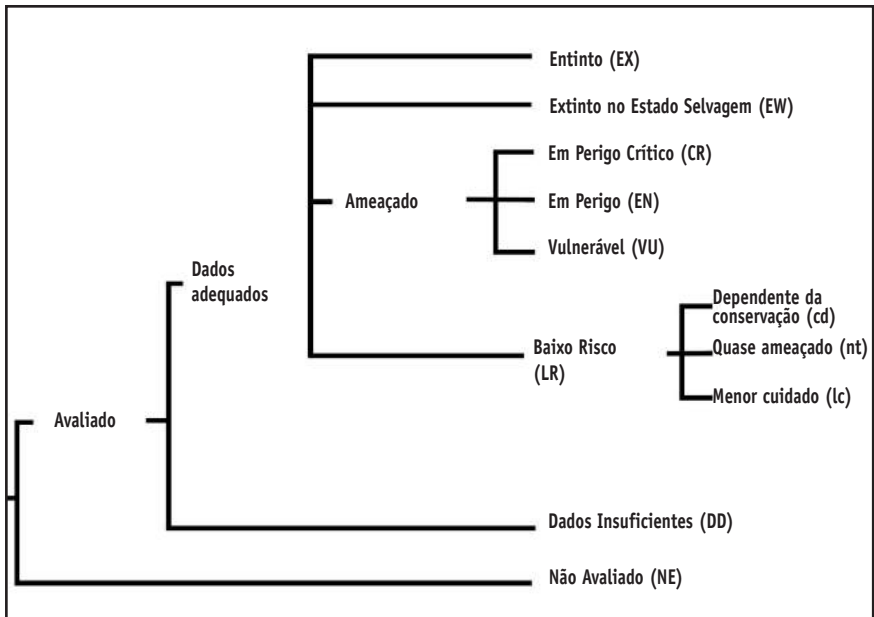 Entinto (EX)
Extinto no Estado Selvagem (EW)
Em Perigo Crítico (CR)
Ameaçado
Em Perigo (EN)
Vulnerável (VU)
Dados
adequados
Dependente da
conservação (cd)
Baixo Risco
(LR)
Quase ameaçado (nt)
Menor cuidado (lc)
Avaliado
Dados Insuficientes (DD)
Não Avaliado (NE)